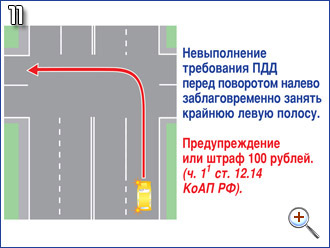 11
Невыполнение
требования ПДД
перед поворотом налево
заблаговременно занять
крайнюю левую полосу.
Предупреждение
или штраф 100 рублей.
(ч. 1¹ ст. 12.14
КоАП РФ).